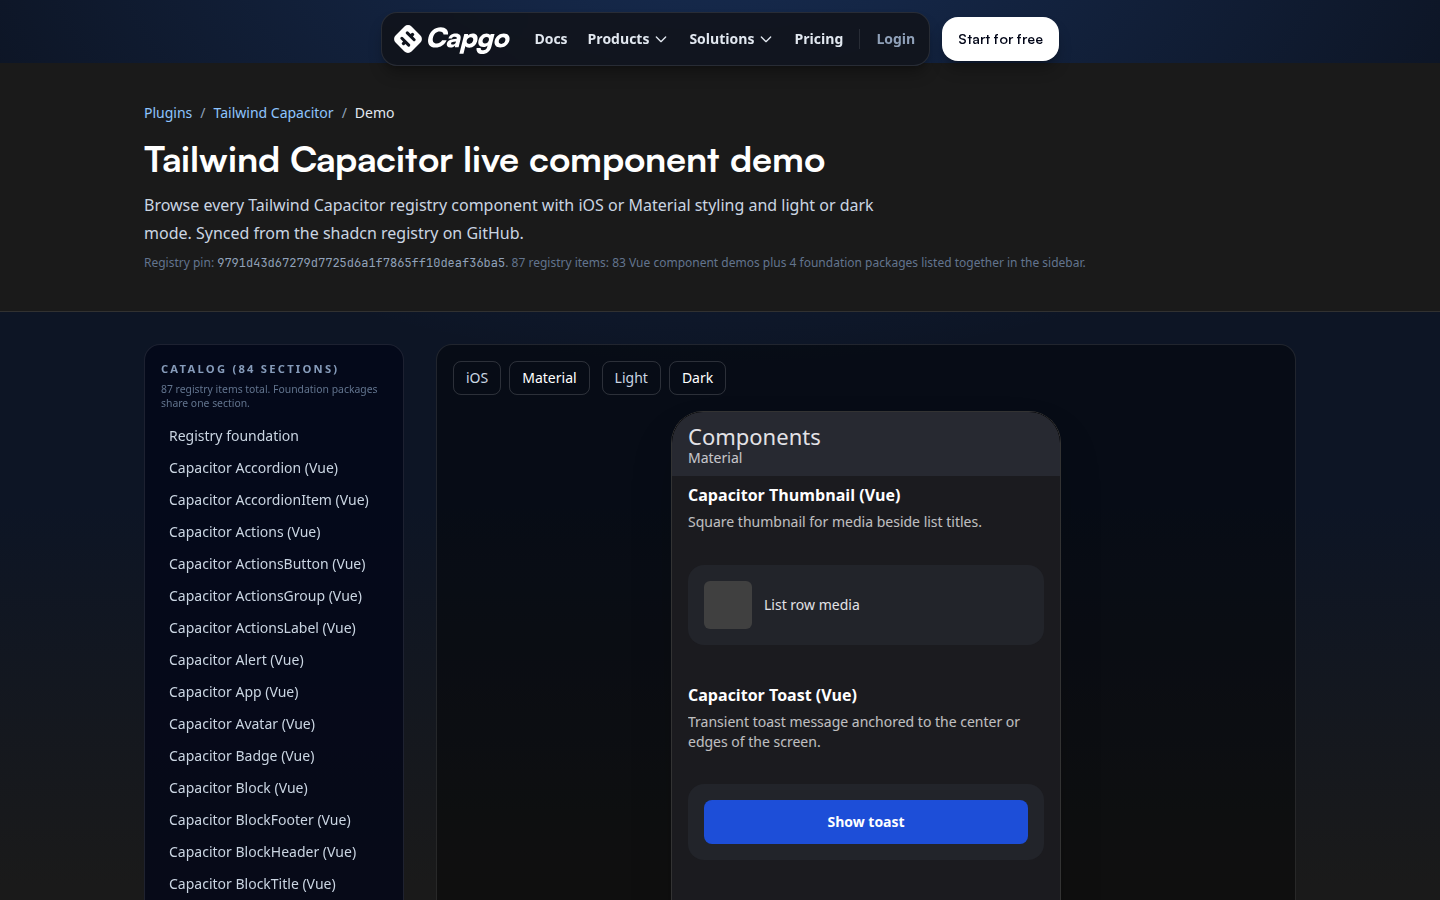 Capgo
Docs
Products
Solutions
Pricing
Login
Start for free
Plugins / Tailwind Capacitor / Demo
Tailwind Capacitor live component demo
Browse every Tailwind Capacitor registry component with iOS or Material styling and light or dark
mode. Synced from the shadcn registry on GitHub.
Registry pin: 9791d43d67279d7725d6a1f7865ff10deaf36ba5. 87 registry items: 83 Vue component demos plus 4 foundation packages listed together in the sidebar.
CATALOG (84 SECTIONS)
87 registry items total. Foundation packages
share one section.
Registry foundation
Capacitor Accordion (Vue)
Capacitor AccordionItem (Vue)
Capacitor Actions (Vue)
Capacitor ActionsButton (Vue)
Capacitor ActionsGroup (Vue)
Capacitor ActionsLabel (Vue)
Capacitor Alert (Vue)
Capacitor App (Vue)
Capacitor Avatar (Vue)
Capacitor Badge (Vue)
Capacitor Block (Vue)
Capacitor BlockFooter (Vue)
Capacitor BlockHeader (Vue)
Capacitor BlockTitle (Vue)
iOS
Material
Light
Dark
Components
Material
Capacitor Thumbnail (Vue)
Square thumbnail for media beside list titles.
List row media
Capacitor Toast (Vue)
Transient toast message anchored to the center or
edges of the screen.
Show toast